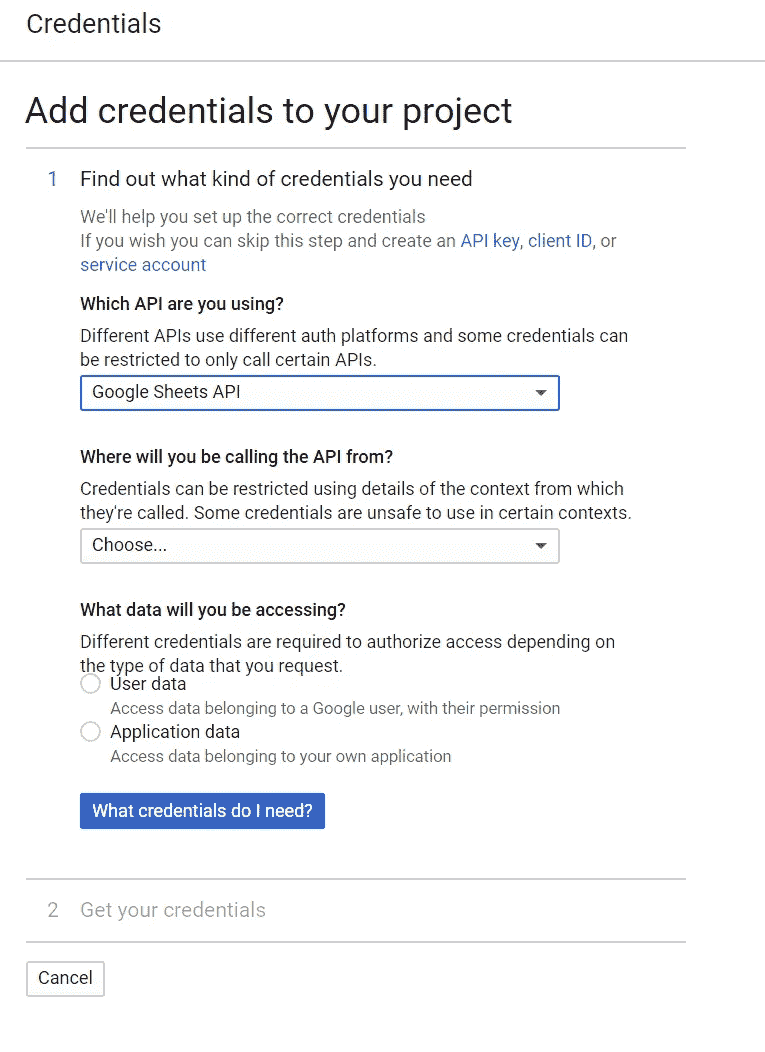 Credentials
Add credentials to your project
1 Find out what kind of credentials you need
We'll help you set up the correct credentials
If you wish you can skip this step and create an API key, client ID, or
service account
Which API are you using?
Different APIs use different auth platforms and some credentials can
be restricted to only call certain APIs.
Google Sheets API
Where will you be calling the API from?
Credentials can be restricted using details of the context from which
they're called. Some credentials are unsafe to use in certain contexts.
Choose...
What data will you be accessing?
Different credentials are required to authorize access depending on
the type of data that you request.
User data
Access data belonging to a Google user, with their permission
Application data
Access data belonging to your own application
What credentials do I need?
2 Get your credentials
Cancel